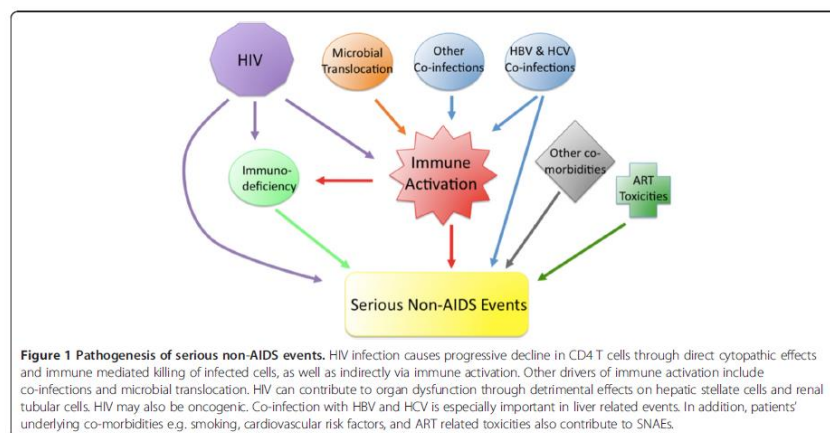 HIV
Microbial
Translocation
Other
Co-infections
HBV & HCV
Co-infections
Immuno-
deficiency
Immune
Activation
Other co-
morbidities
ART
Toxicities
Serious Non-AIDS Events
Figure 1 Pathogenesis of serious non-AIDS events. HIV infection causes progressive decline in CD4 T cells through direct cytopathic effects
and immune mediated killing of infected cells, as well as indirectly via immune activation. Other drivers of immune activation include
co-infections and microbial translocation. HIV can contribute to organ dysfunction through detrimental effects on hepatic stellate cells and renal
tubular cells. HIV may also be oncogenic. Co-infection with HBV and HCV is especially important in liver related events. In addition, patients'
underlying co-morbidities e.g. smoking, cardiovascular risk factors, and ART related toxicities also contribute to SNAEs.